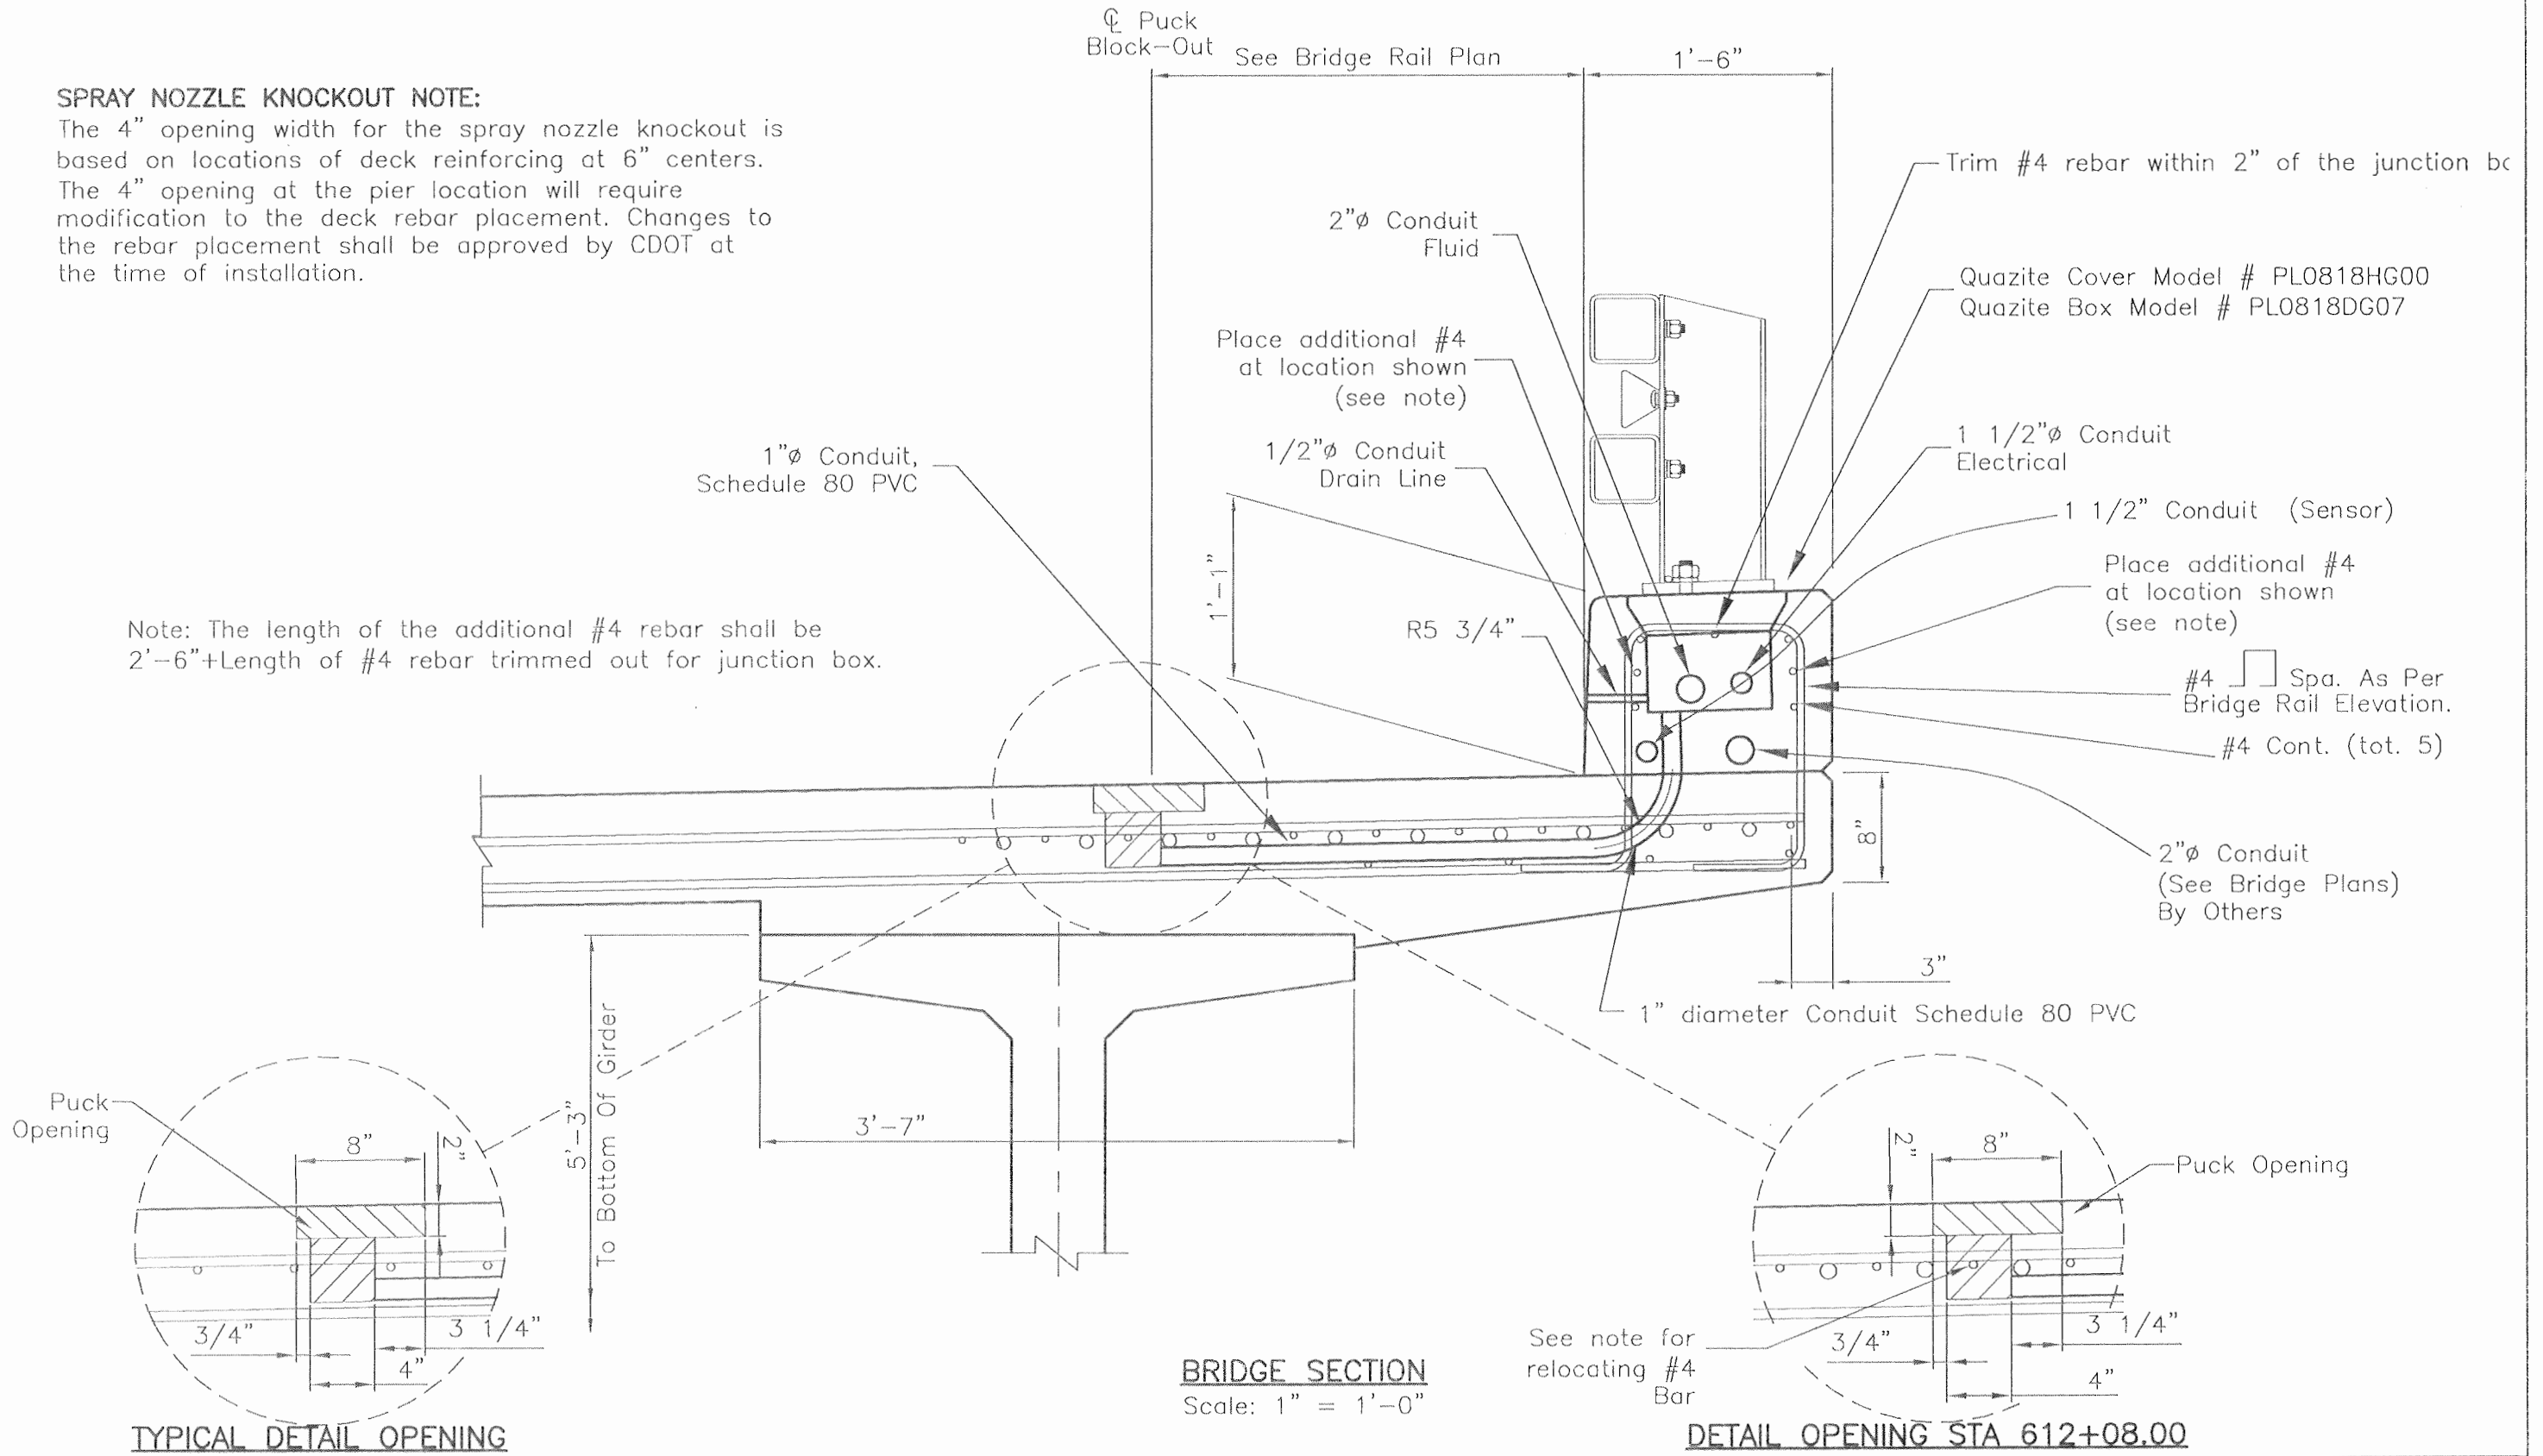 ℄ Puck
Block-Out
See Bridge Rail Plan
1'-6"
SPRAY NOZZLE KNOCKOUT NOTE:
The 4" opening width for the spray nozzle knockout is
based on locations of deck reinforcing at 6" centers.
The 4" opening at the pier location will require
modification to the deck rebar placement. Changes to
the rebar placement shall be approved by CDOT at
the time of installation.
Trim #4 rebar within 2" of the junction
2"ø Conduit
Fluid
Quazite Cover Model # PL0818HG00
Quazite Box Model # PL0818DG07
Place additional #4
at location shown
(see note)
1/2"ø Conduit
Drain Line
1"ø Conduit,
Schedule 80 PVC
1 1/2"ø Conduit
Electrical
1 1/2" Conduit (Sensor)
Place additional #4
at location shown
(see note)
1'-1"
R5 3/4"
Note: The length of the additional #4 rebar shall be
2'-6"+Length of #4 rebar trimmed out for junction box.
#4 Spa. As Per
Bridge Rail Elevation.
#4 Cont. (tot. 5)
8"
2"ø Conduit
(See Bridge Plans)
By Others
3"
1" diameter Conduit Schedule 80 PVC
5'-3"
To Bottom Of Girder
3'-7"
Puck
Opening
8"
2"
3/4"
3 1/4"
4"
TYPICAL DETAIL OPENING
BRIDGE SECTION
Scale: 1" = 1'-0"
2"
8"
Puck Opening
See note for
relocating #4
Bar
3/4"
3 1/4"
4"
DETAIL OPENING STA 612+08.00